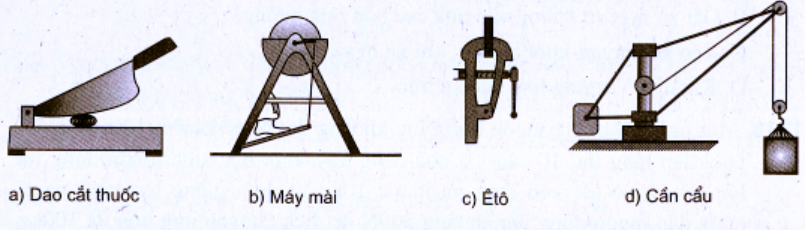 a) Dao cắt thuốc
b) Máy mài
c) Êtô
d) Cần cẩu